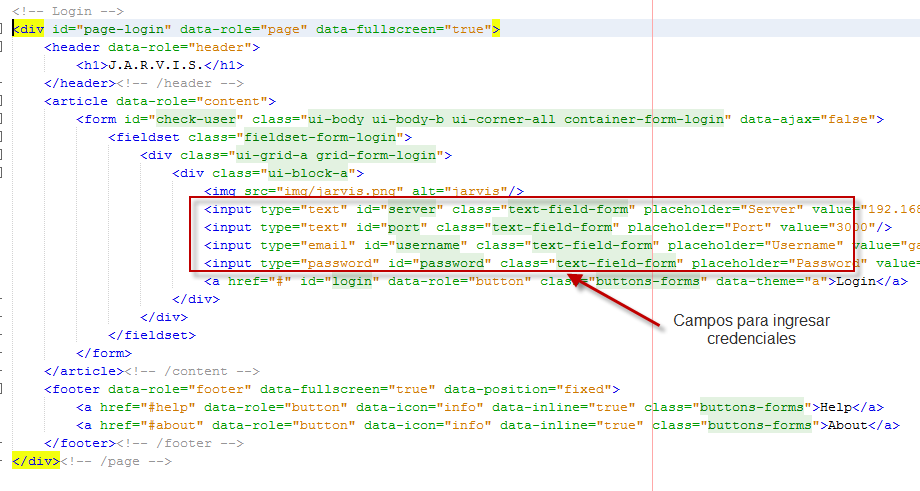 <!-- Login -->
<div id="page-login" data-role="page" data-fullscreen="true">
<header data-role="header">
<h1>J.A.R.V.I.S.</h1>
</header><!-- /header -->
<article data-role="content">
<form id="check-user" class="ui-body ui-body-b ui-corner-all container-form-login" data-ajax="false">
<fieldset class="fieldset-form-login">
<div class="ui-grid-a grid-form-login">
<div class="ui-block-a">
<img src="img/jarvis.png" alt="jarvis"/>
<input type="text" id="server" class="text-field-form" placeholder="Server" value="192.168
<input type="text" id="port" class="text-field-form" placeholder="Port" value="3000"/>
<input type="email" id="username" class="text-field-form" placeholder="Username" value="ga
<input type="password" id="password" class="text-field-form" placeholder="Password" value=
<a href="#" id="login" data-role="button" class="buttons-forms" data-theme="a">Login</a>
</div>
</div>
</fieldset>
</form>
</article><!-- /content -->
<footer data-role="footer" data-fullscreen="true" data-position="fixed">
<a href="#help" data-role="button" data-icon="info" data-inline="true" class="buttons-forms">Help</a>
<a href="#about" data-role="button" data-icon="info" data-inline="true" class="buttons-forms">About</a>
</footer><!-- /footer -->
</div><!-- /page -->
Campos para ingresar
credenciales